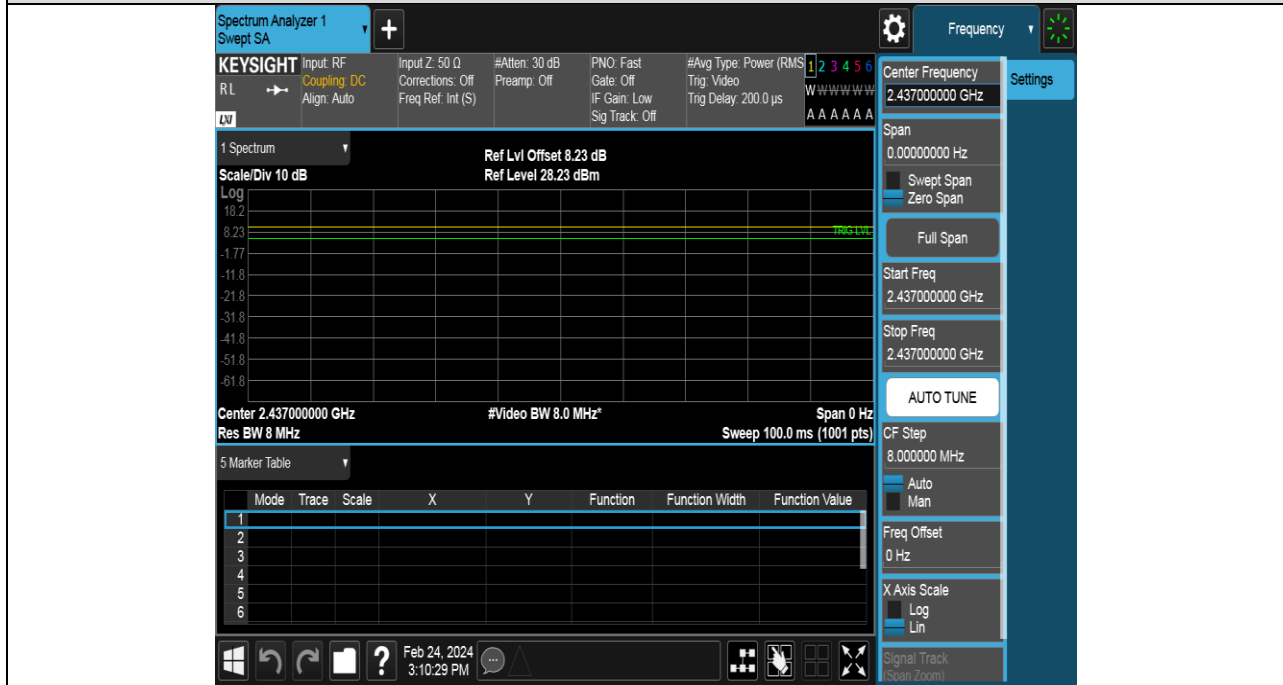 Spectrum Analyzer 1
Swept SA
+
Frequency
KEYSIGHT
RL
LXI
Input: RF
Coupling: DC
Align: Auto
Input Z: 50 Ω
Corrections: Off
Freq Ref: Int (S)
#Atten: 30 dB
Preamp: Off
PNO: Fast
Gate: Off
IF Gain: Low
Sig Track: Off
#Avg Type: Power (RMS
Trig: Video
Trig Delay: 200.0 µs
1 2 3 4 5 6
W W W W W W
A A A A A A
1 Spectrum
Scale/Div 10 dB
Ref Lvl Offset 8.23 dB
Ref Level 28.23 dBm
Log
18.2
8.23
TRIG LVL
-1.77
-11.8
-21.8
-31.8
-41.8
-51.8
-61.8
Center 2.437000000 GHz
#Video BW 8.0 MHz*
Span 0 Hz
Res BW 8 MHz
Sweep 100.0 ms (1001 pts)
5 Marker Table
Mode Trace Scale X Y Function Function Width Function Value
1
2
3
4
5
6
Feb 24, 2024
3:10:29 PM
Center Frequency
2.437000000 GHz
Settings
Span
0.00000000 Hz
Swept Span
Zero Span
Full Span
Start Freq
2.437000000 GHz
Stop Freq
2.437000000 GHz
AUTO TUNE
CF Step
8.000000 MHz
Auto
Man
Freq Offset
0 Hz
X Axis Scale
Log
Lin
Signal Track
(Span Zoom)